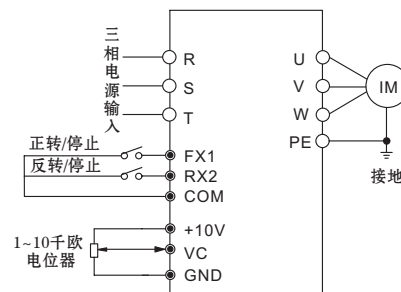 三相电源输入
R
S
T
U
V
W
PE
IM
接地
正转/停止
反转/停止
FX1
RX2
COM
+10V
VC
GND
1~10千欧
电位器